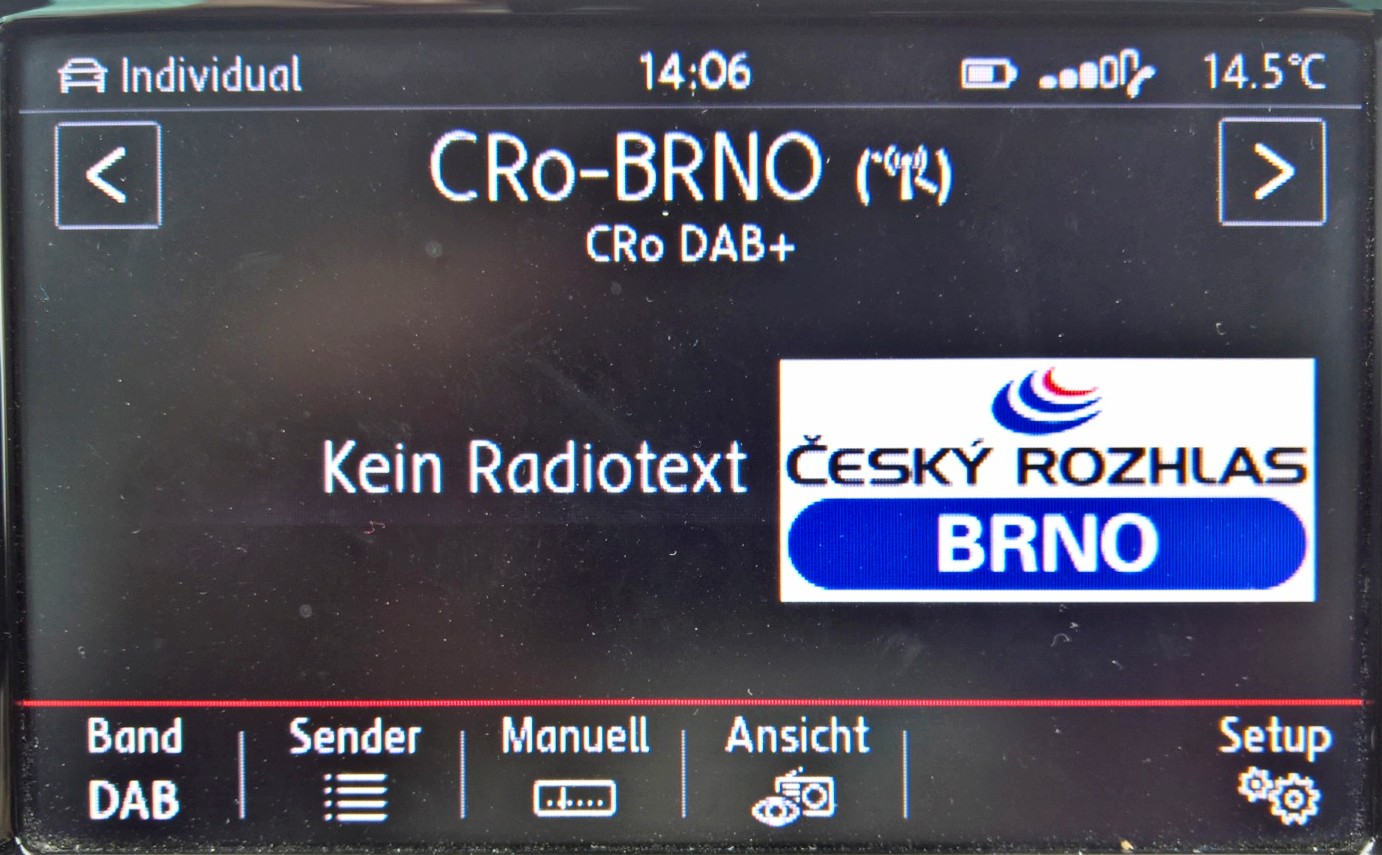 Individual 14:06 14.5°C
< CRo-BRNO >
CRo DAB+
Kein Radiotext
ČESKÝ ROZHLAS
BRNO
Band Sender Manuell Ansicht Setup
DAB